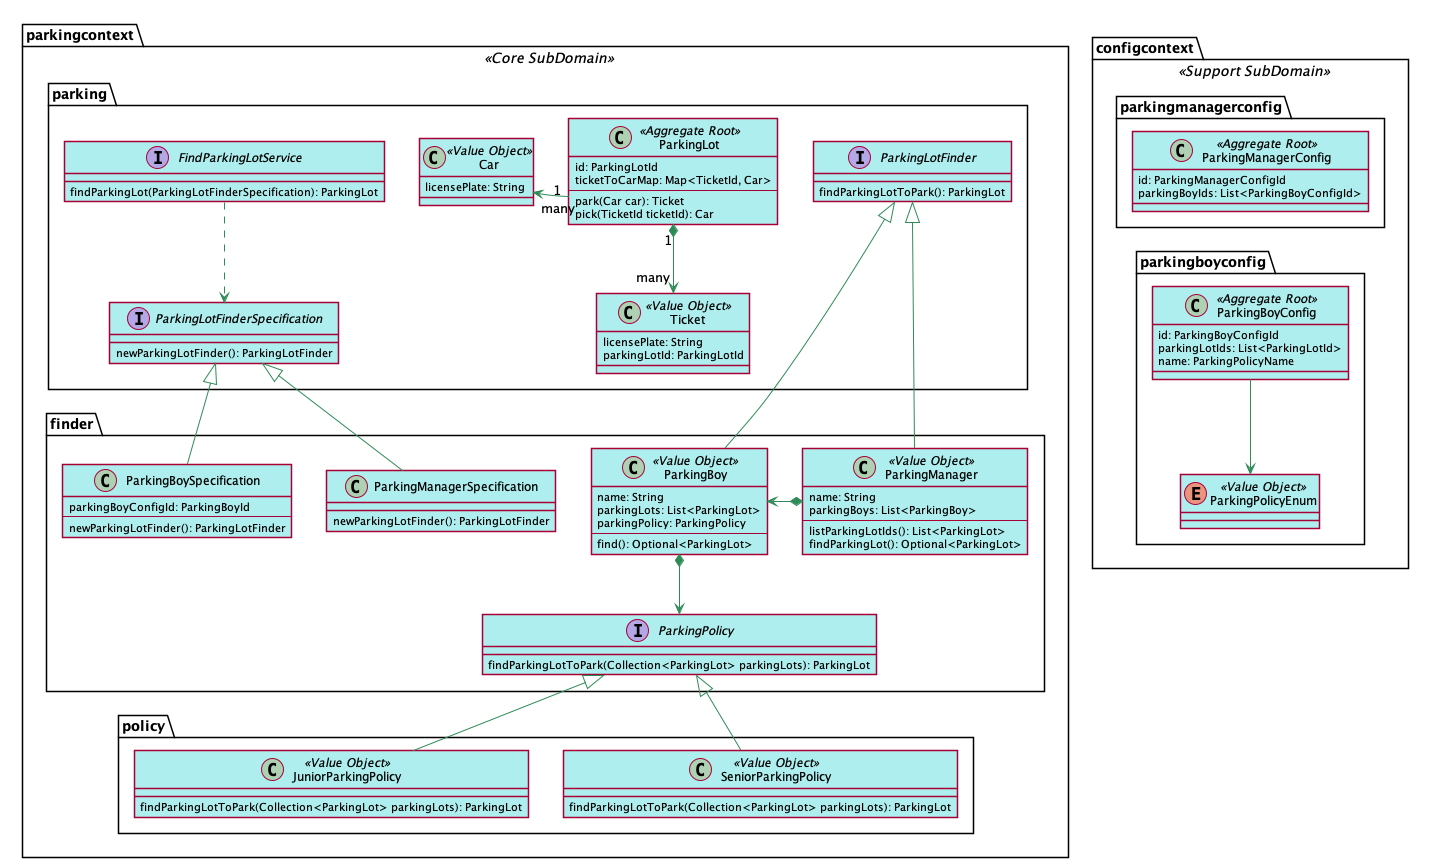 parkingcontext
«Core SubDomain»
parking
I FindParkingLotService
findParkingLot(ParkingLotFinderSpecification): ParkingLot
C «Value Object»
Car
licensePlate: String
C «Aggregate Root»
ParkingLot
id: ParkingLotId
ticketToCarMap: Map<TicketId, Car>
park(Car car): Ticket
pick(TicketId ticketId): Car
1
many
1
many
I ParkingLotFinder
findParkingLotToPark(): ParkingLot
I ParkingLotFinderSpecification
newParkingLotFinder(): ParkingLotFinder
C «Value Object»
Ticket
licensePlate: String
parkingLotId: ParkingLotId
finder
C ParkingBoySpecification
parkingBoyConfigId: ParkingBoyId
newParkingLotFinder(): ParkingLotFinder
C ParkingManagerSpecification
newParkingLotFinder(): ParkingLotFinder
C «Value Object»
ParkingBoy
name: String
parkingLots: List<ParkingLot>
parkingPolicy: ParkingPolicy
find(): Optional<ParkingLot>
C «Value Object»
ParkingManager
name: String
parkingBoys: List<ParkingBoy>
listParkingLotIds(): List<ParkingLot>
findParkingLot(): Optional<ParkingLot>
I ParkingPolicy
findParkingLotToPark(Collection<ParkingLot> parkingLots): ParkingLot
policy
C «Value Object»
JuniorParkingPolicy
findParkingLotToPark(Collection<ParkingLot> parkingLots): ParkingLot
C «Value Object»
SeniorParkingPolicy
findParkingLotToPark(Collection<ParkingLot> parkingLots): ParkingLot
configcontext
«Support SubDomain»
parkingmanagerconfig
C «Aggregate Root»
ParkingManagerConfig
id: ParkingManagerConfigId
parkingBoyIds: List<ParkingBoyConfigId>
parkingboyconfig
C «Aggregate Root»
ParkingBoyConfig
id: ParkingBoyConfigId
parkingLotIds: List<ParkingLotId>
name: ParkingPolicyName
E «Value Object»
ParkingPolicyEnum